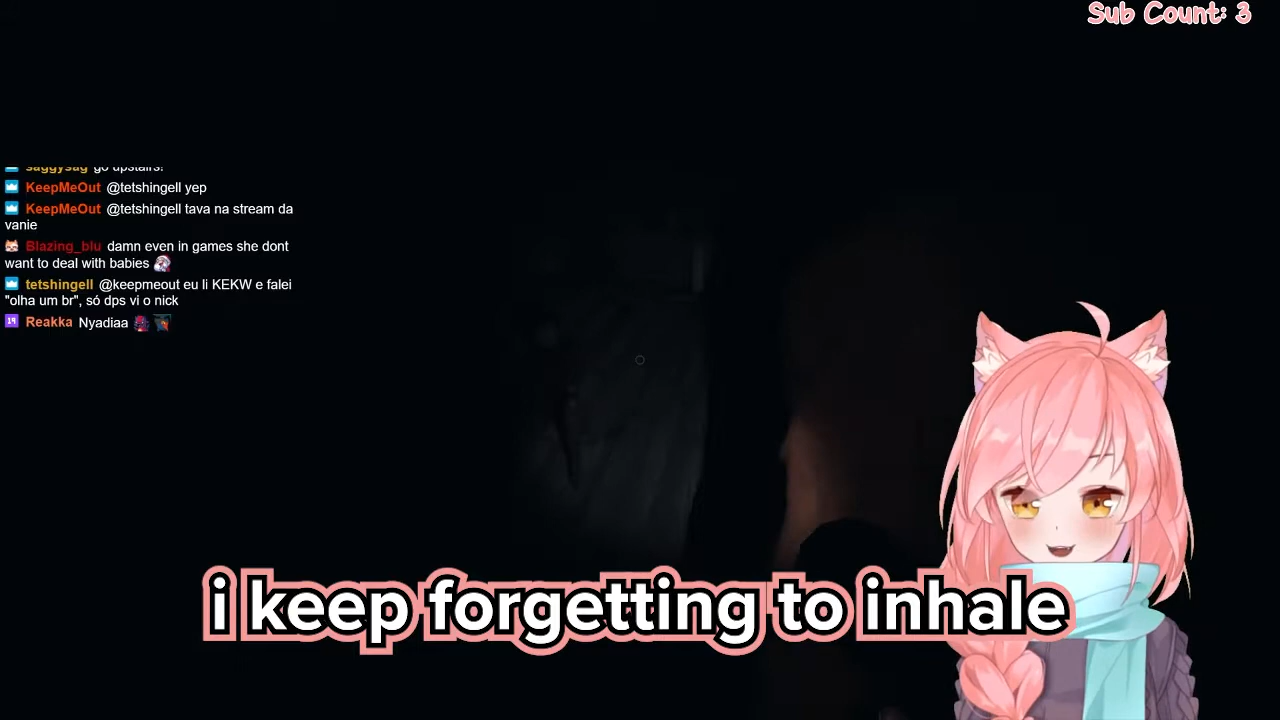 Sub Count: 3
saggysag go upstairs!
KeepMeOut @tetshingell yep
KeepMeOut @tetshingell tava na stream da
vanie
Blazing_blu damn even in games she dont
want to deal with babies
tetshingell @keepmeout eu li KEKW e falei
"olha um br", só dps vi o nick
19 Reakka Nyadiaa
i keep forgetting to inhale